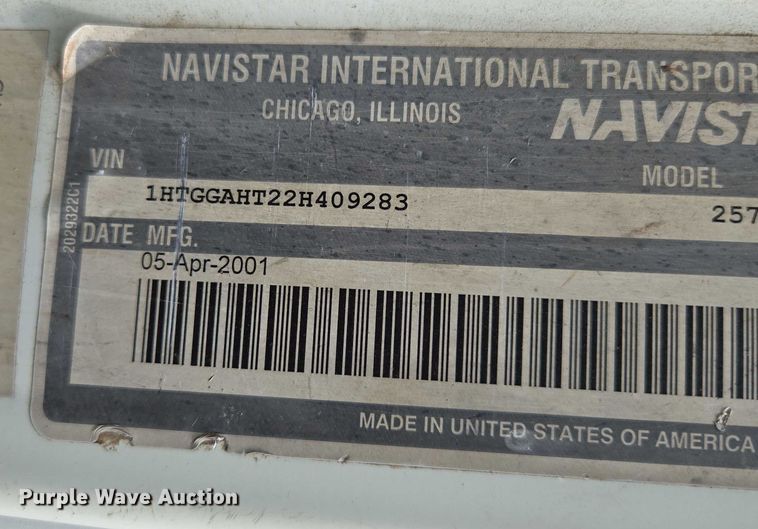 NAVISTAR INTERNATIONAL TRANSPOR
CHICAGO, ILLINOIS
NAVIST
VIN
MODEL
1HTGGAHT22H409283
257
DATE MFG.
05-Apr-2001
2029322C1
MADE IN UNITED STATES OF AMERICA
Purple Wave Auction